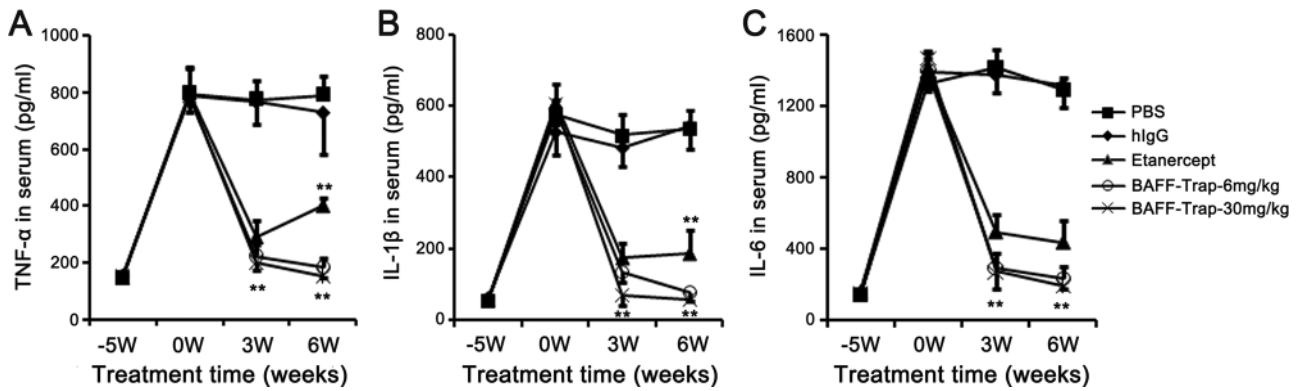 A
TNF-α in serum (pg/ml)
1000
800
600
400
200
0
**
**
**
-5W 0W 3W 6W
Treatment time (weeks)
B
IL-1β in serum (pg/ml)
800
600
400
200
0
**
**
**
-5W 0W 3W 6W
Treatment time (weeks)
C
IL-6 in serum (pg/ml)
1600
1200
800
400
0
**
**
-5W 0W 3W 6W
Treatment time (weeks)
PBS
hIgG
Etanercept
BAFF-Trap-6mg/kg
BAFF-Trap-30mg/kg